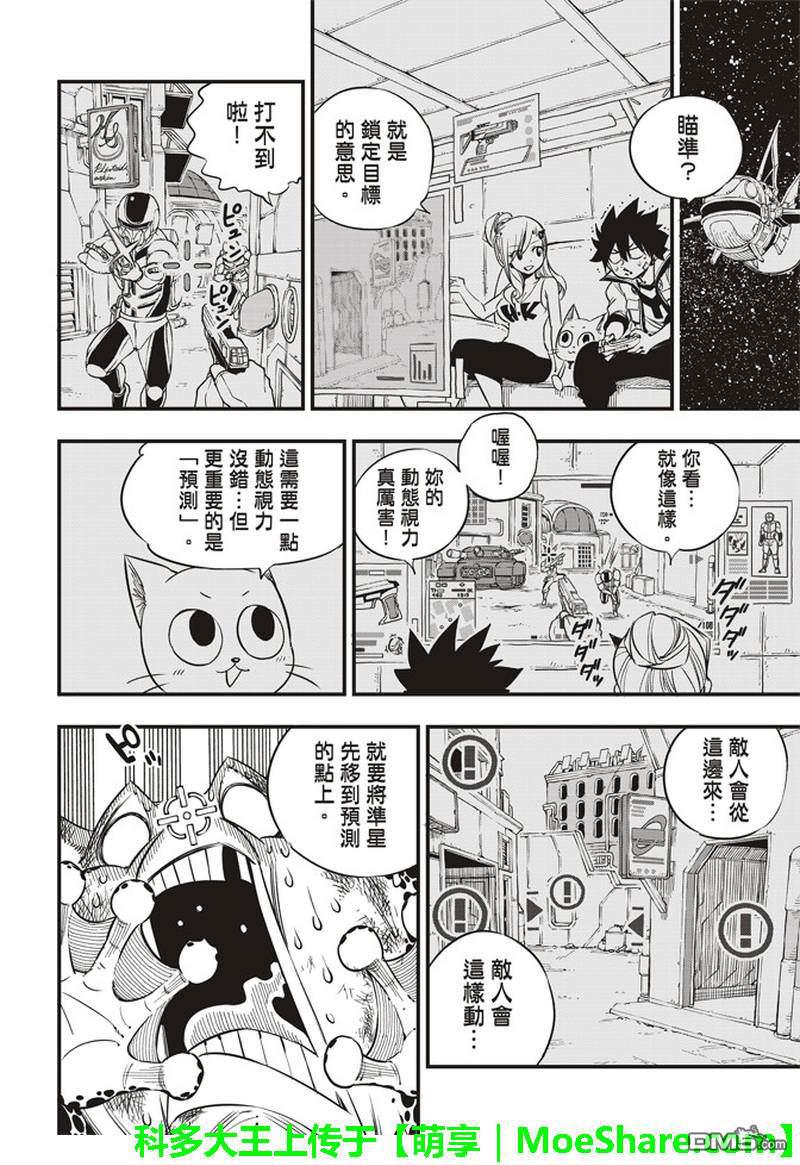 瞄準？
就是
鎖定目標
的意思。
打不到
啦！
ピュン
ピュン
你看…
就像這樣。
喔喔！
妳的
動態視力
真厲害！
ダダッ
ダダッ
這需要一點
動態視力
沒錯…但
更重要的是
「預測」。
敵人會從
這邊來…
敵人會
這樣動…
就要將準星
先移到預測
的點上。
ピッ
科多大王上传于【萌享 | MoeShare